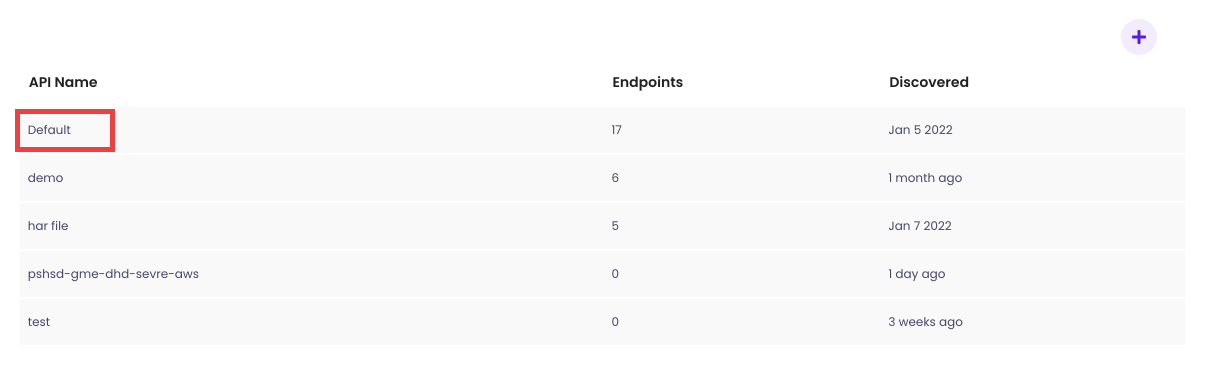 API Name Endpoints Discovered
Default 17 Jan 5 2022
demo 6 1 month ago
har file 5 Jan 7 2022
pshsd-gme-dhd-sevre-aws 0 1 day ago
test 0 3 weeks ago